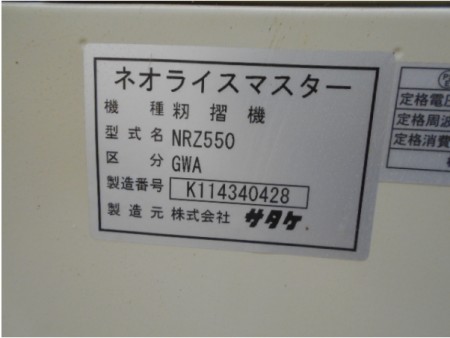 ネオライスマスター
機 種 籾摺機
型式名 NRZ550
区 分 GWA
製造番号 K114340428
製造元 株式会社 サタケ
定格電圧
定格周波
定格消費